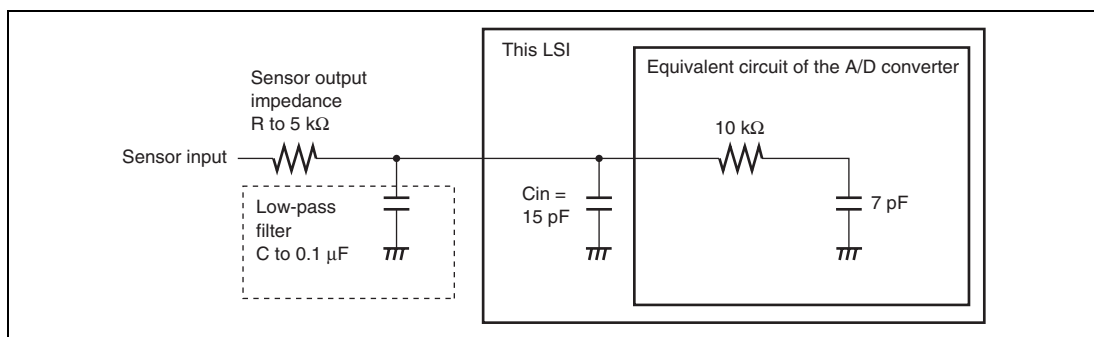 This LSI
Equivalent circuit of the A/D converter
Sensor output
impedance
R to 5 kΩ
10 kΩ
Sensor input
Low-pass
filter
C to 0.1 μF
Cin =
15 pF
7 pF